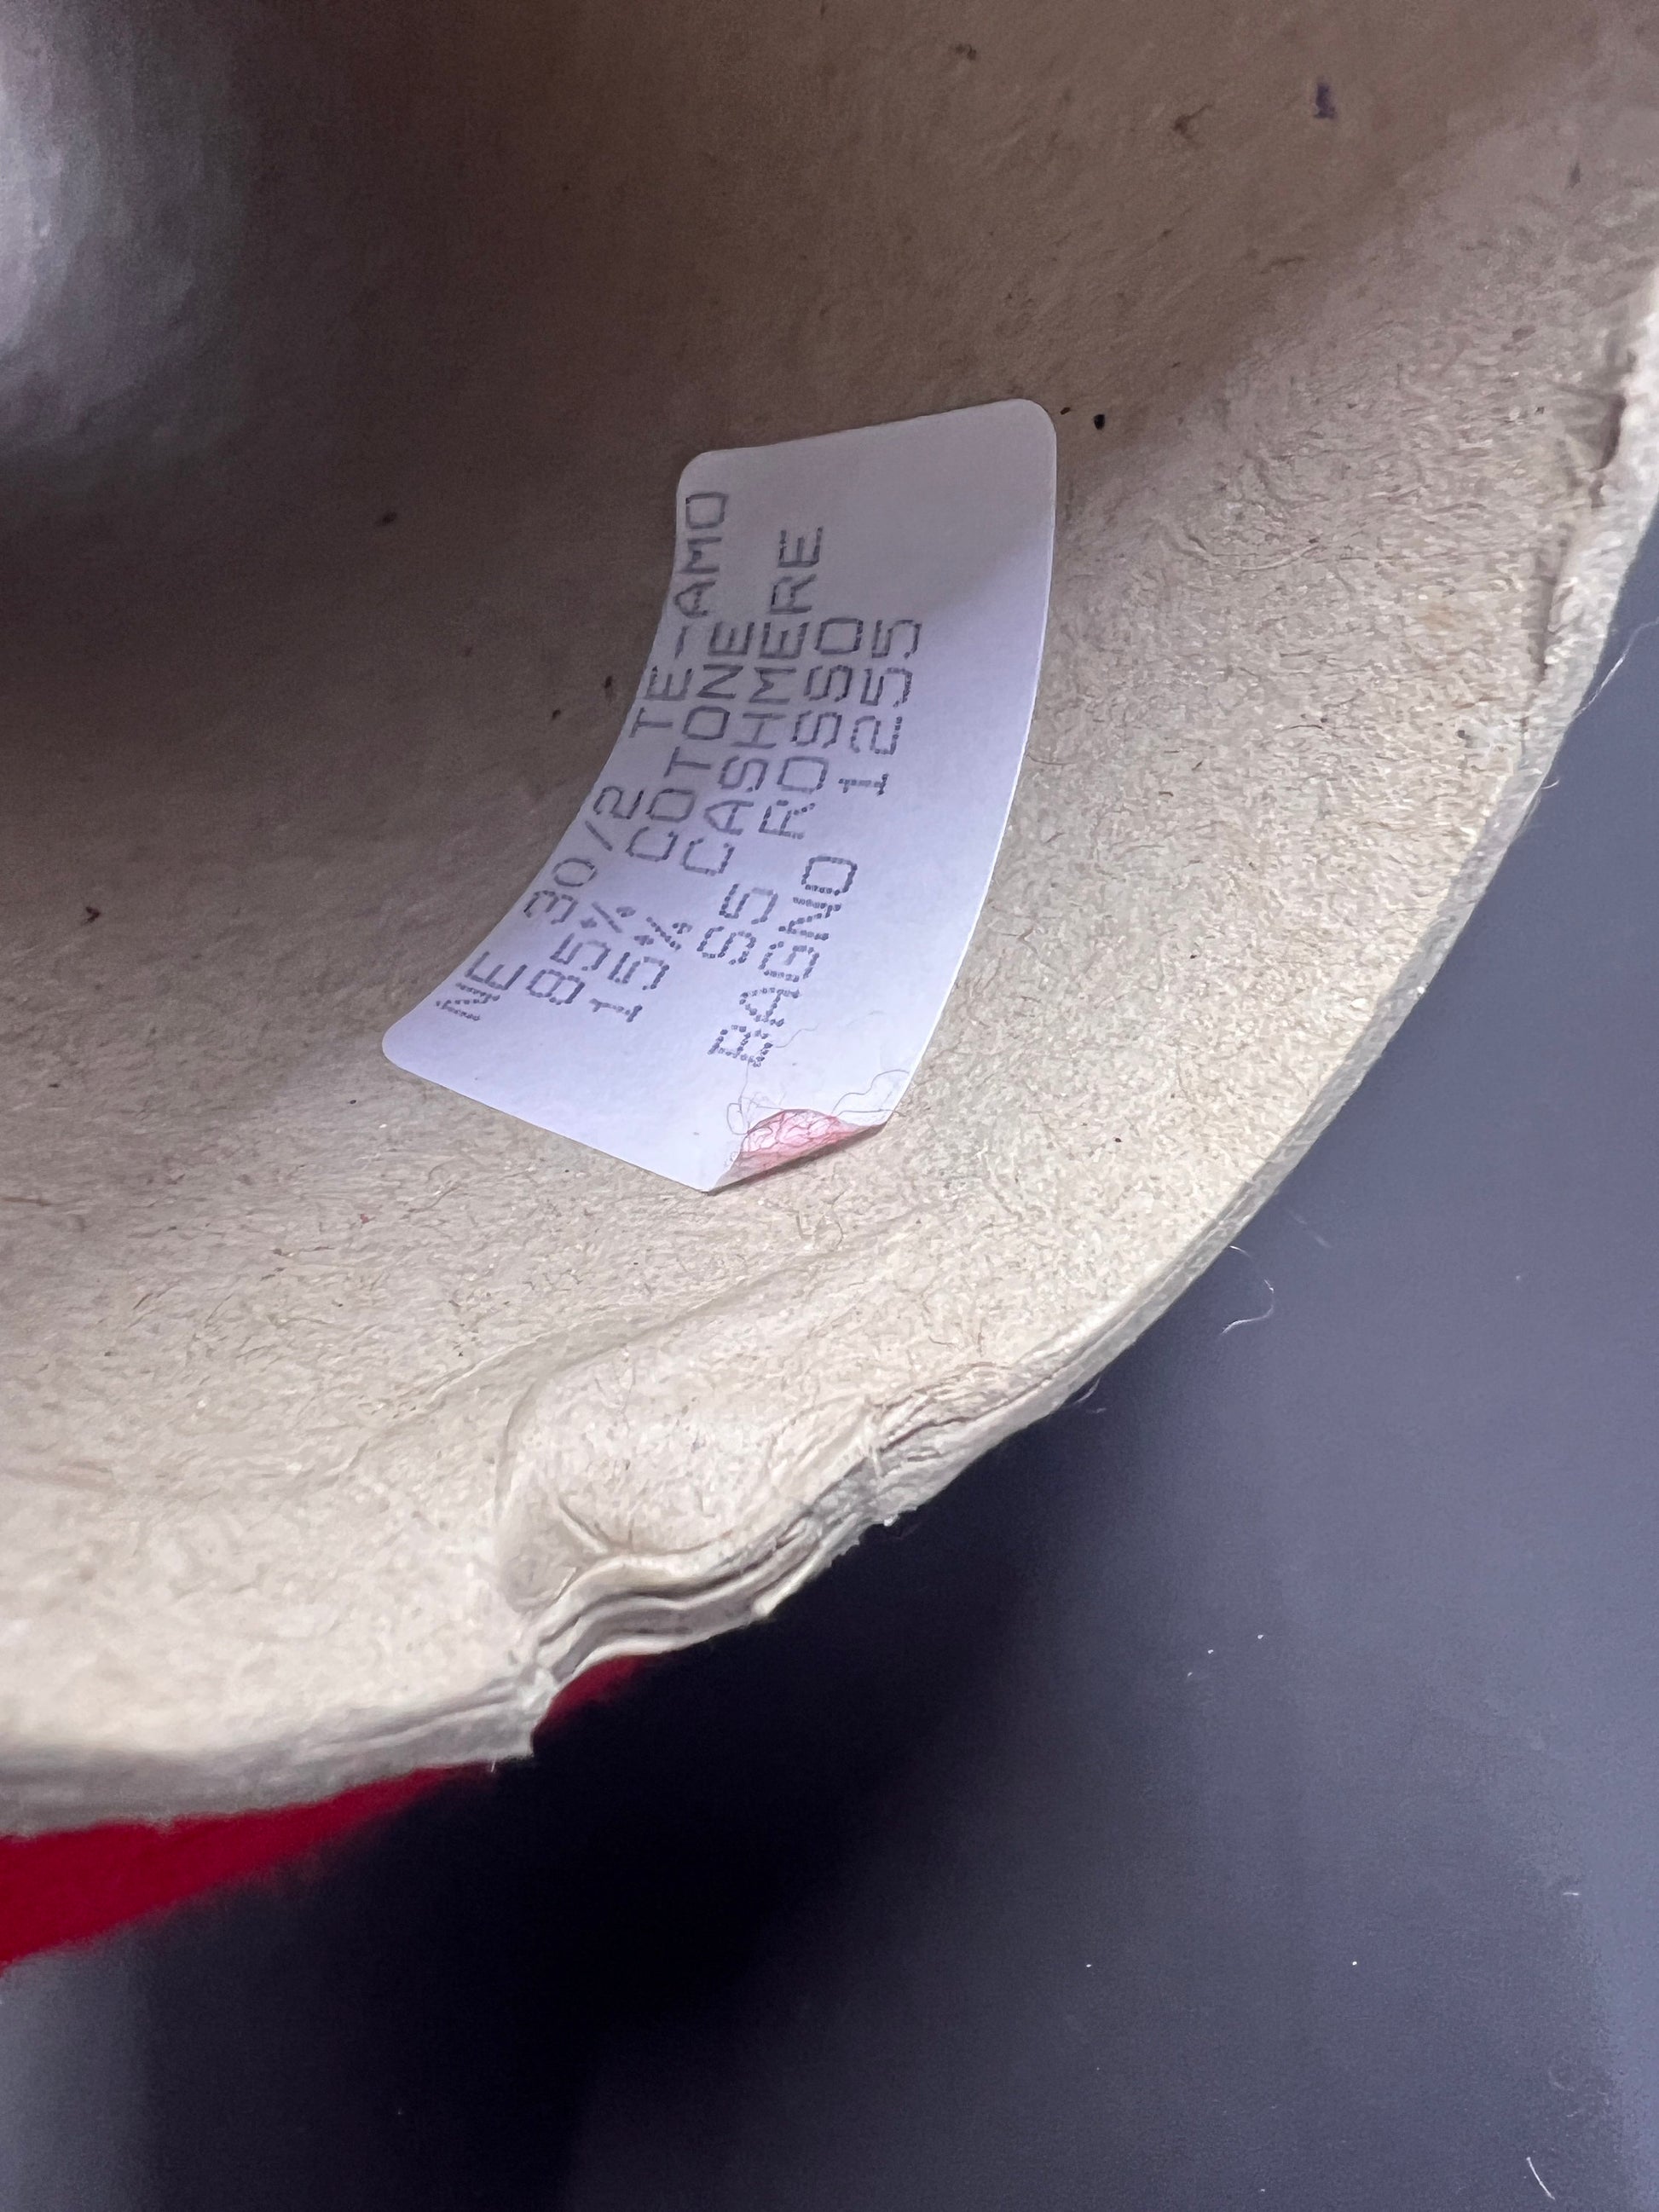 NE 30/2 TE-AMO
85% COTONE
15% CASHMERE
S5 ROSSO
BAGNO 1255